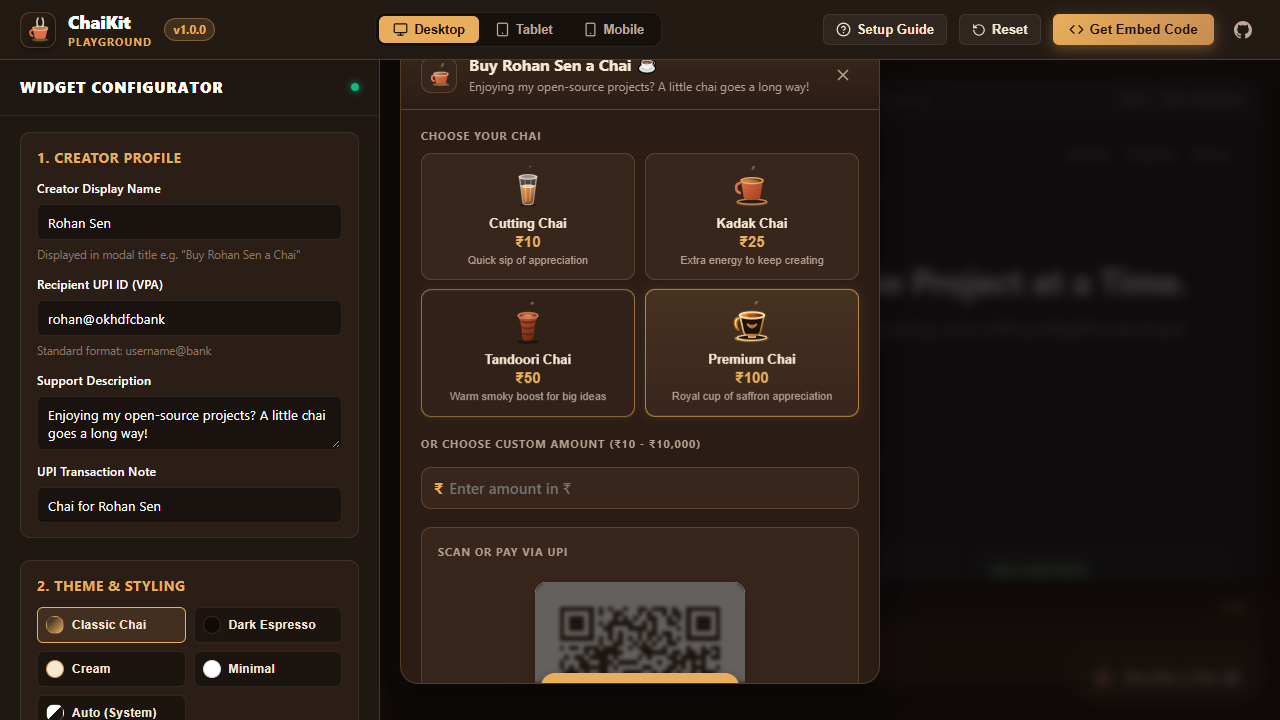 ChaiKit
PLAYGROUND
v1.0.0
Desktop
Tablet
Mobile
Setup Guide
Reset
Get Embed Code
WIDGET CONFIGURATOR
1. CREATOR PROFILE
Creator Display Name
Rohan Sen
Displayed in modal title e.g. "Buy Rohan Sen a Chai"
Recipient UPI ID (VPA)
rohan@okhdfcbank
Standard format: username@bank
Support Description
Enjoying my open-source projects? A little chai
goes a long way!
UPI Transaction Note
Chai for Rohan Sen
2. THEME & STYLING
Classic Chai
Dark Espresso
Cream
Minimal
Auto (System)
Buy Rohan Sen a Chai ☕
Enjoying my open-source projects? A little chai goes a long way!
CHOOSE YOUR CHAI
Cutting Chai
₹10
Quick sip of appreciation
Kadak Chai
₹25
Extra energy to keep creating
Tandoori Chai
₹50
Warm smoky boost for big ideas
Premium Chai
₹100
Royal cup of saffron appreciation
OR CHOOSE CUSTOM AMOUNT (₹10 - ₹10,000)
₹ Enter amount in ₹
SCAN OR PAY VIA UPI
Project at a Time.